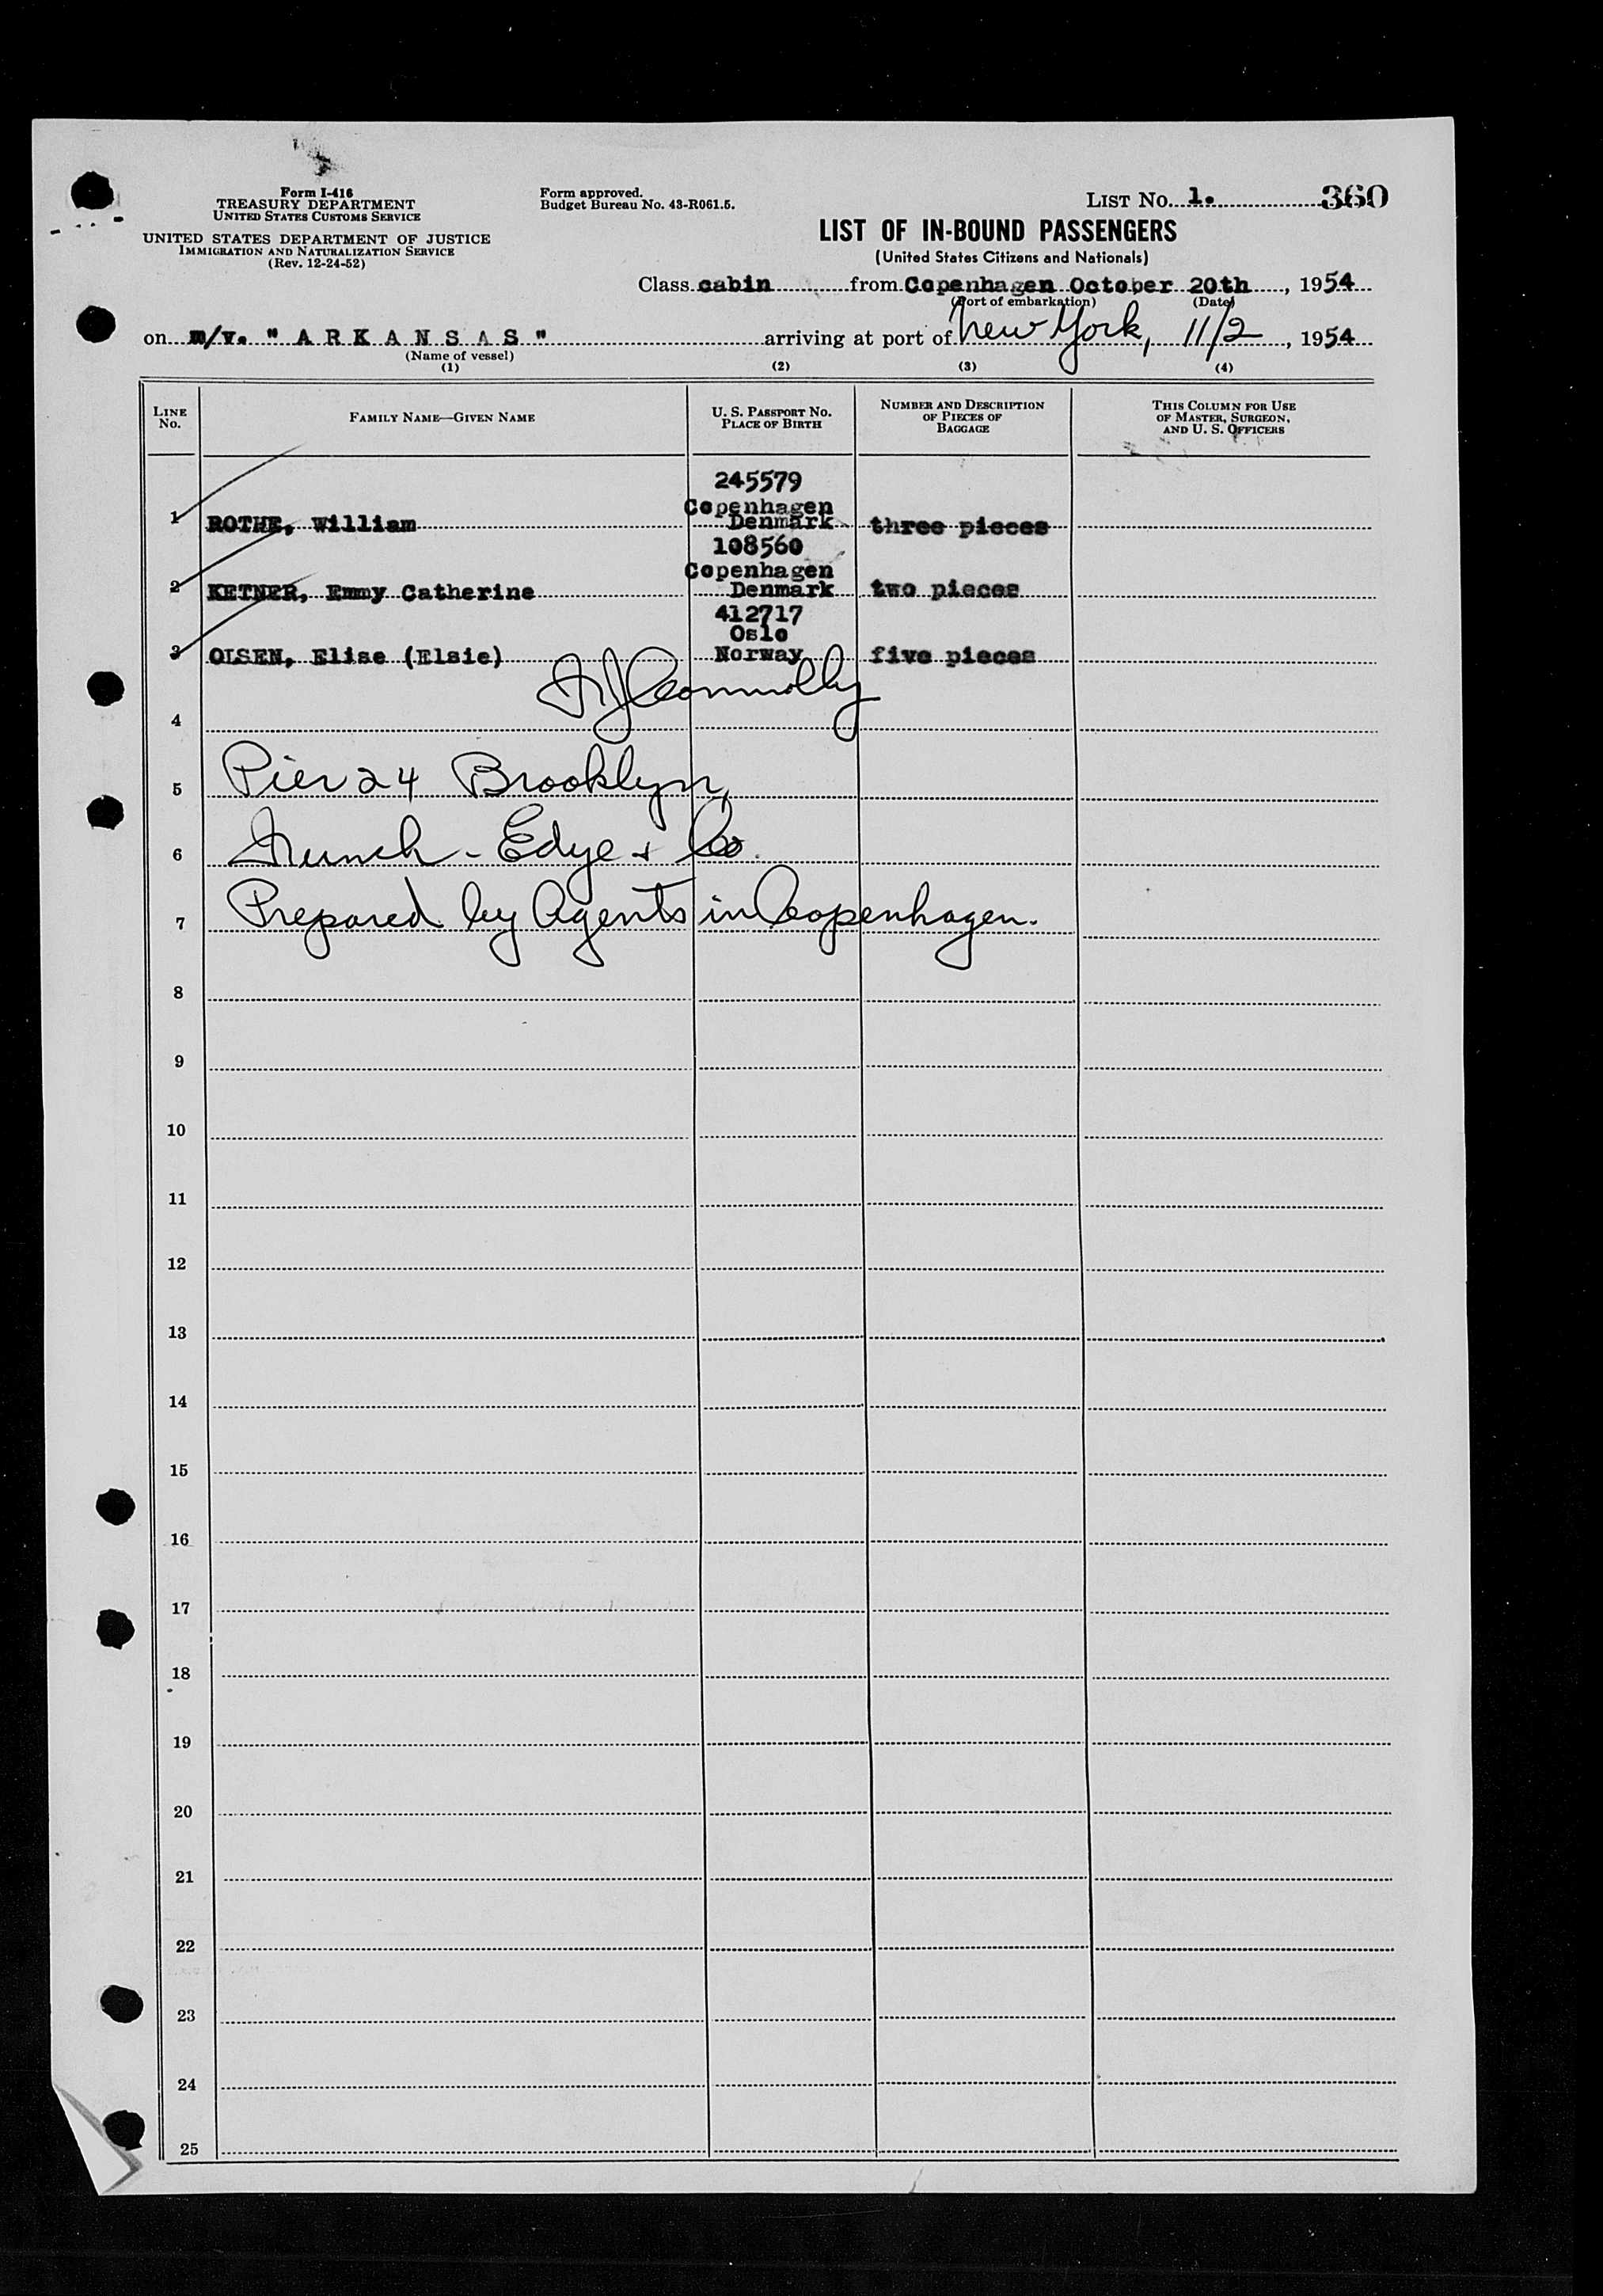 Form I-416
TREASURY DEPARTMENT
UNITED STATES CUSTOMS SERVICE
UNITED STATES DEPARTMENT OF JUSTICE
IMMIGRATION AND NATURALIZATION SERVICE
(Rev. 12-24-52)
Form approved.
Budget Bureau No. 43-R061.5.
LIST NO. 1. 360
LIST OF IN-BOUND PASSENGERS
(United States Citizens and Nationals)
Class cabin from Copenhagen October 20th, 1954
(Port of embarkation) (Date)
on m/v. " A R K A N S A S " arriving at port of New York, 11/2, 1954
(Name of vessel)
(1) (2) (3) (4)
LINE No. FAMILY NAME—GIVEN NAME U. S. PASSPORT NO. PLACE OF BIRTH NUMBER AND DESCRIPTION OF PIECES OF BAGGAGE THIS COLUMN FOR USE OF MASTER, SURGEON, AND U. S. OFFICERS
245579
Copenhagen
1 ROTHE, William Denmark three pieces
108560
Copenhagen
2 KETNER, Emmy Catherine Denmark two pieces
412717
Oslo
3 OLSEN, Elise (Elsie) Norway five pieces
Connolly
4
5 Pier 24 Brooklyn,
6 Funch - Edye & Co.
7 Prepared by Agents in Copenhagen.
8
9
10
11
12
13
14
15
16
17
18
19
20
21
22
23
24
25